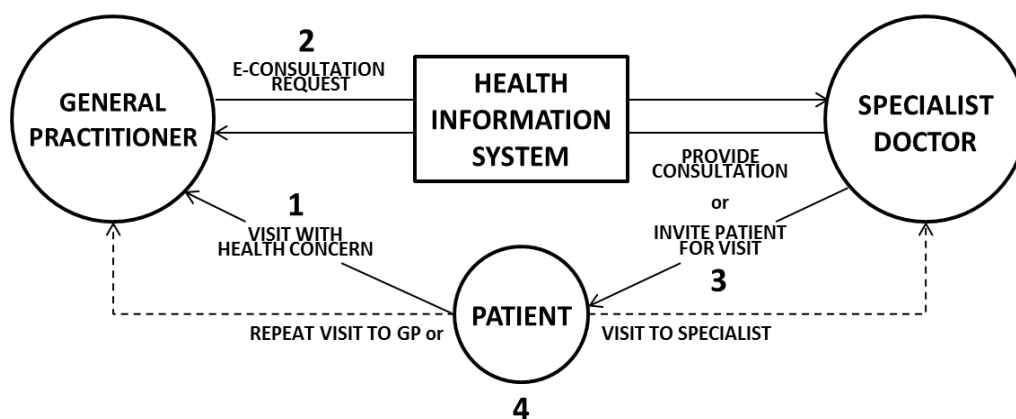 2
E-CONSULTATION
REQUEST
GENERAL
PRACTITIONER
HEALTH
INFORMATION
SYSTEM
SPECIALIST
DOCTOR
PROVIDE
CONSULTATION
or
INVITE PATIENT
FOR VISIT
3
1
VISIT WITH
HEALTH CONCERN
PATIENT
REPEAT VISIT TO GP or
VISIT TO SPECIALIST
4